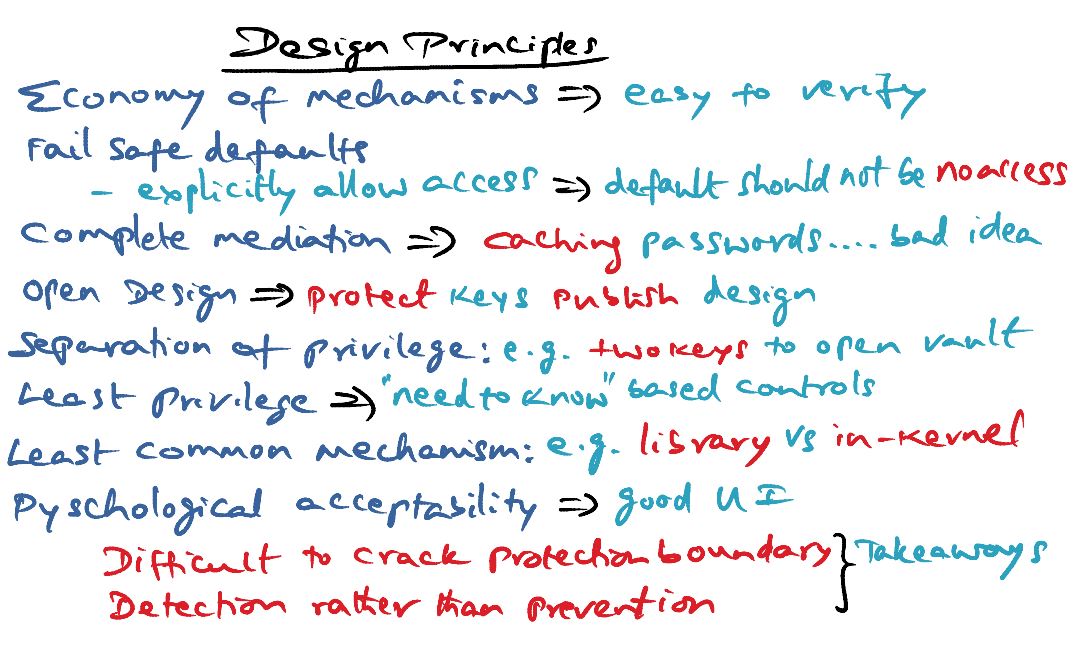 Design Principles
Economy of mechanisms => easy to verify
Fail safe defaults
- explicitly allow access => default should not be no access
Complete mediation => caching passwords.... bad idea
Open Design => protect keys publish design
Separation of privilege: e.g. two keys to open vault
Least privilege => "need to know" based controls
Least common mechanism: e.g. library vs in-kernel
Pyschological acceptability => good UI
Difficult to crack protection boundary } Takeaways
Detection rather than prevention